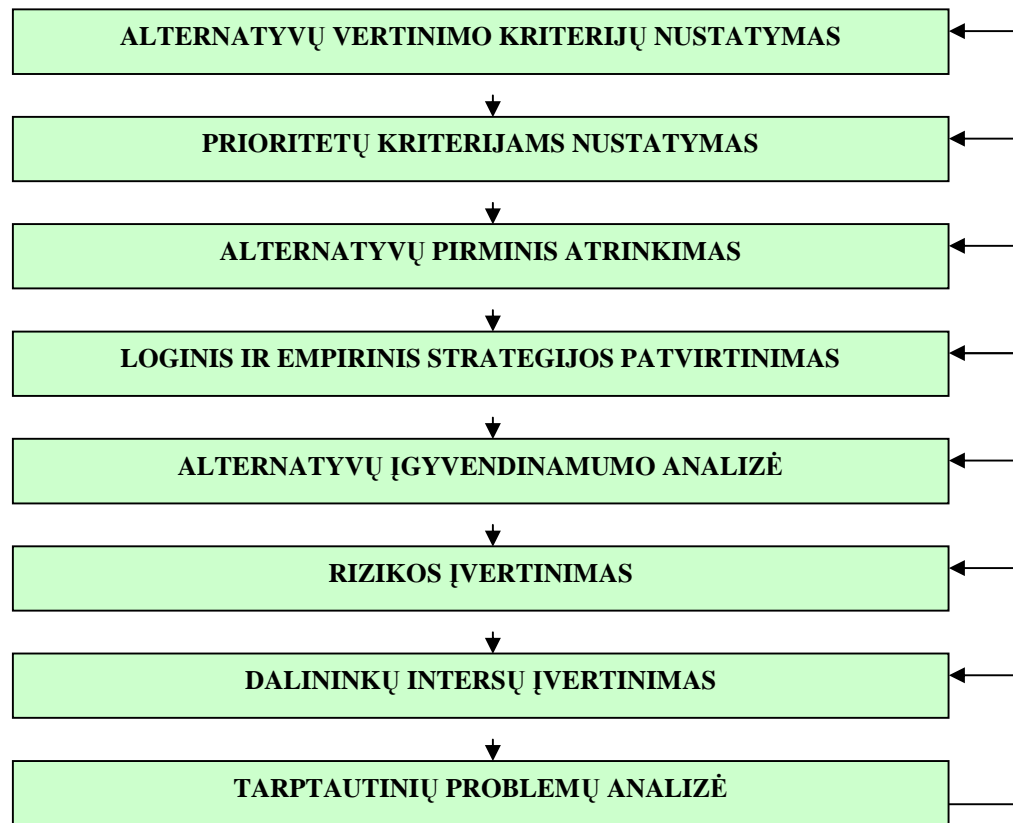 ALTERNATYVŲ VERTINIMO KRITERIJŲ NUSTATYMAS
PRIORITETŲ KRITERIJAMS NUSTATYMAS
ALTERNATYVŲ PIRMINIS ATRINKIMAS
LOGINIS IR EMPIRINIS STRATEGIJOS PATVIRTINIMAS
ALTERNATYVŲ ĮGYVENDINAMUMO ANALIZĖ
RIZIKOS ĮVERTINIMAS
DALININKŲ INTERSŲ ĮVERTINIMAS
TARPTAUTINIŲ PROBLEMŲ ANALIZĖ